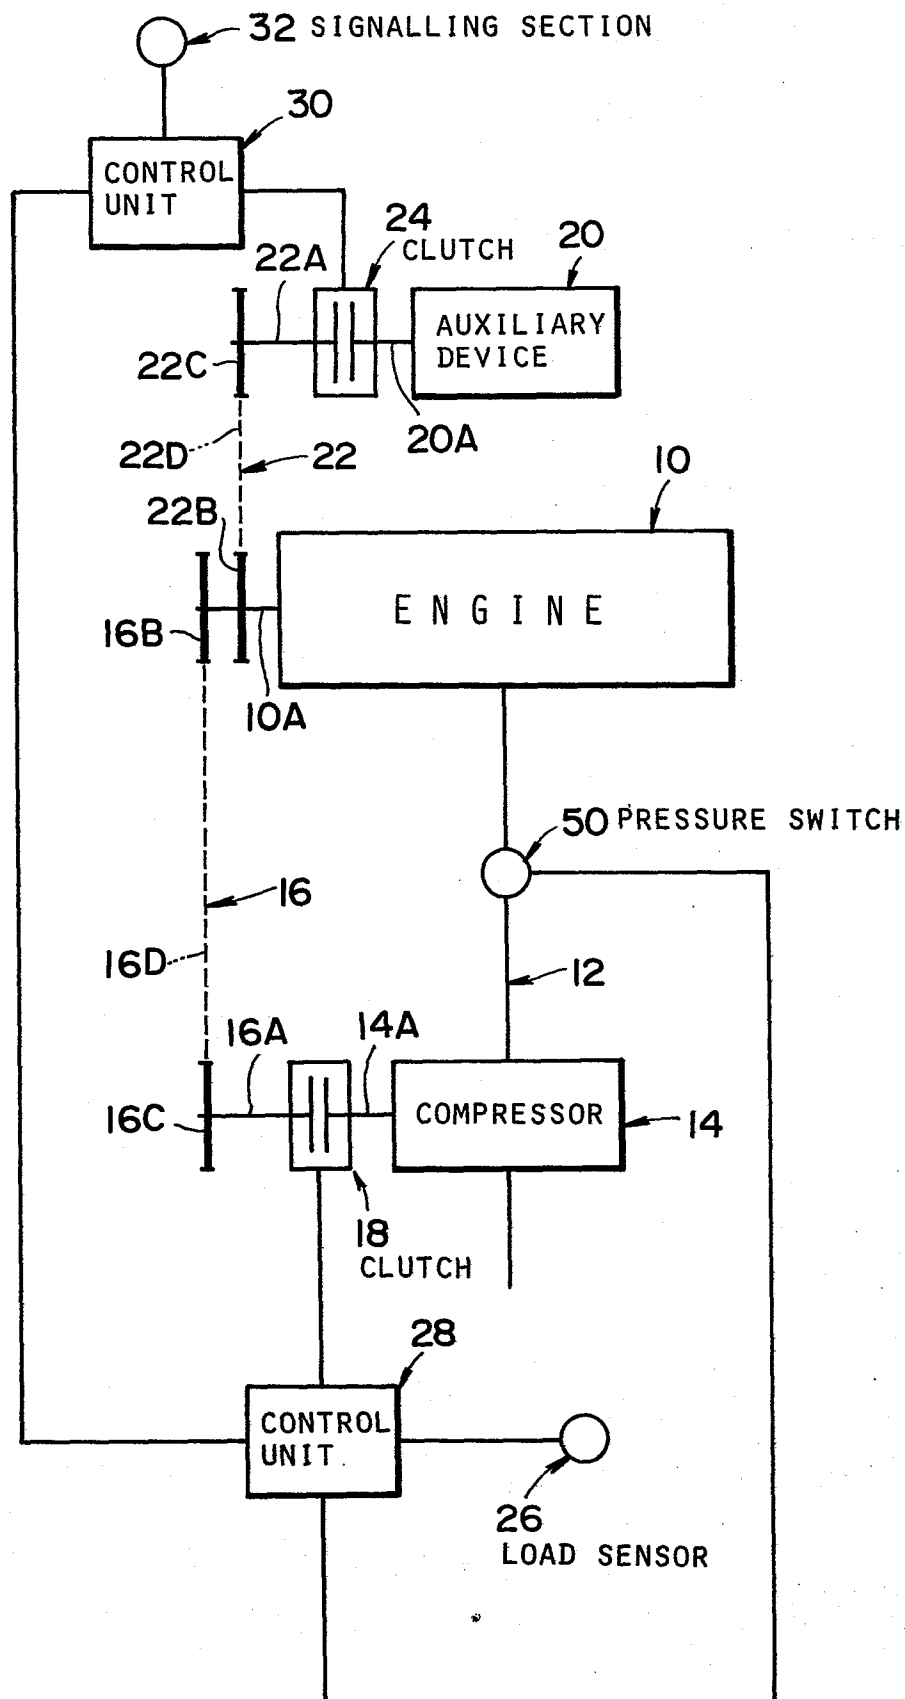 32 SIGNALLING SECTION
30
CONTROL
UNIT
24
CLUTCH
20
22A
AUXILIARY
DEVICE
22C
20A
22D
22
10
22B
ENGINE
16B
10A
50 PRESSURE SWITCH
16
16D
12
16A
14A
COMPRESSOR
16C
14
18
CLUTCH
28
CONTROL
UNIT
26
LOAD SENSOR